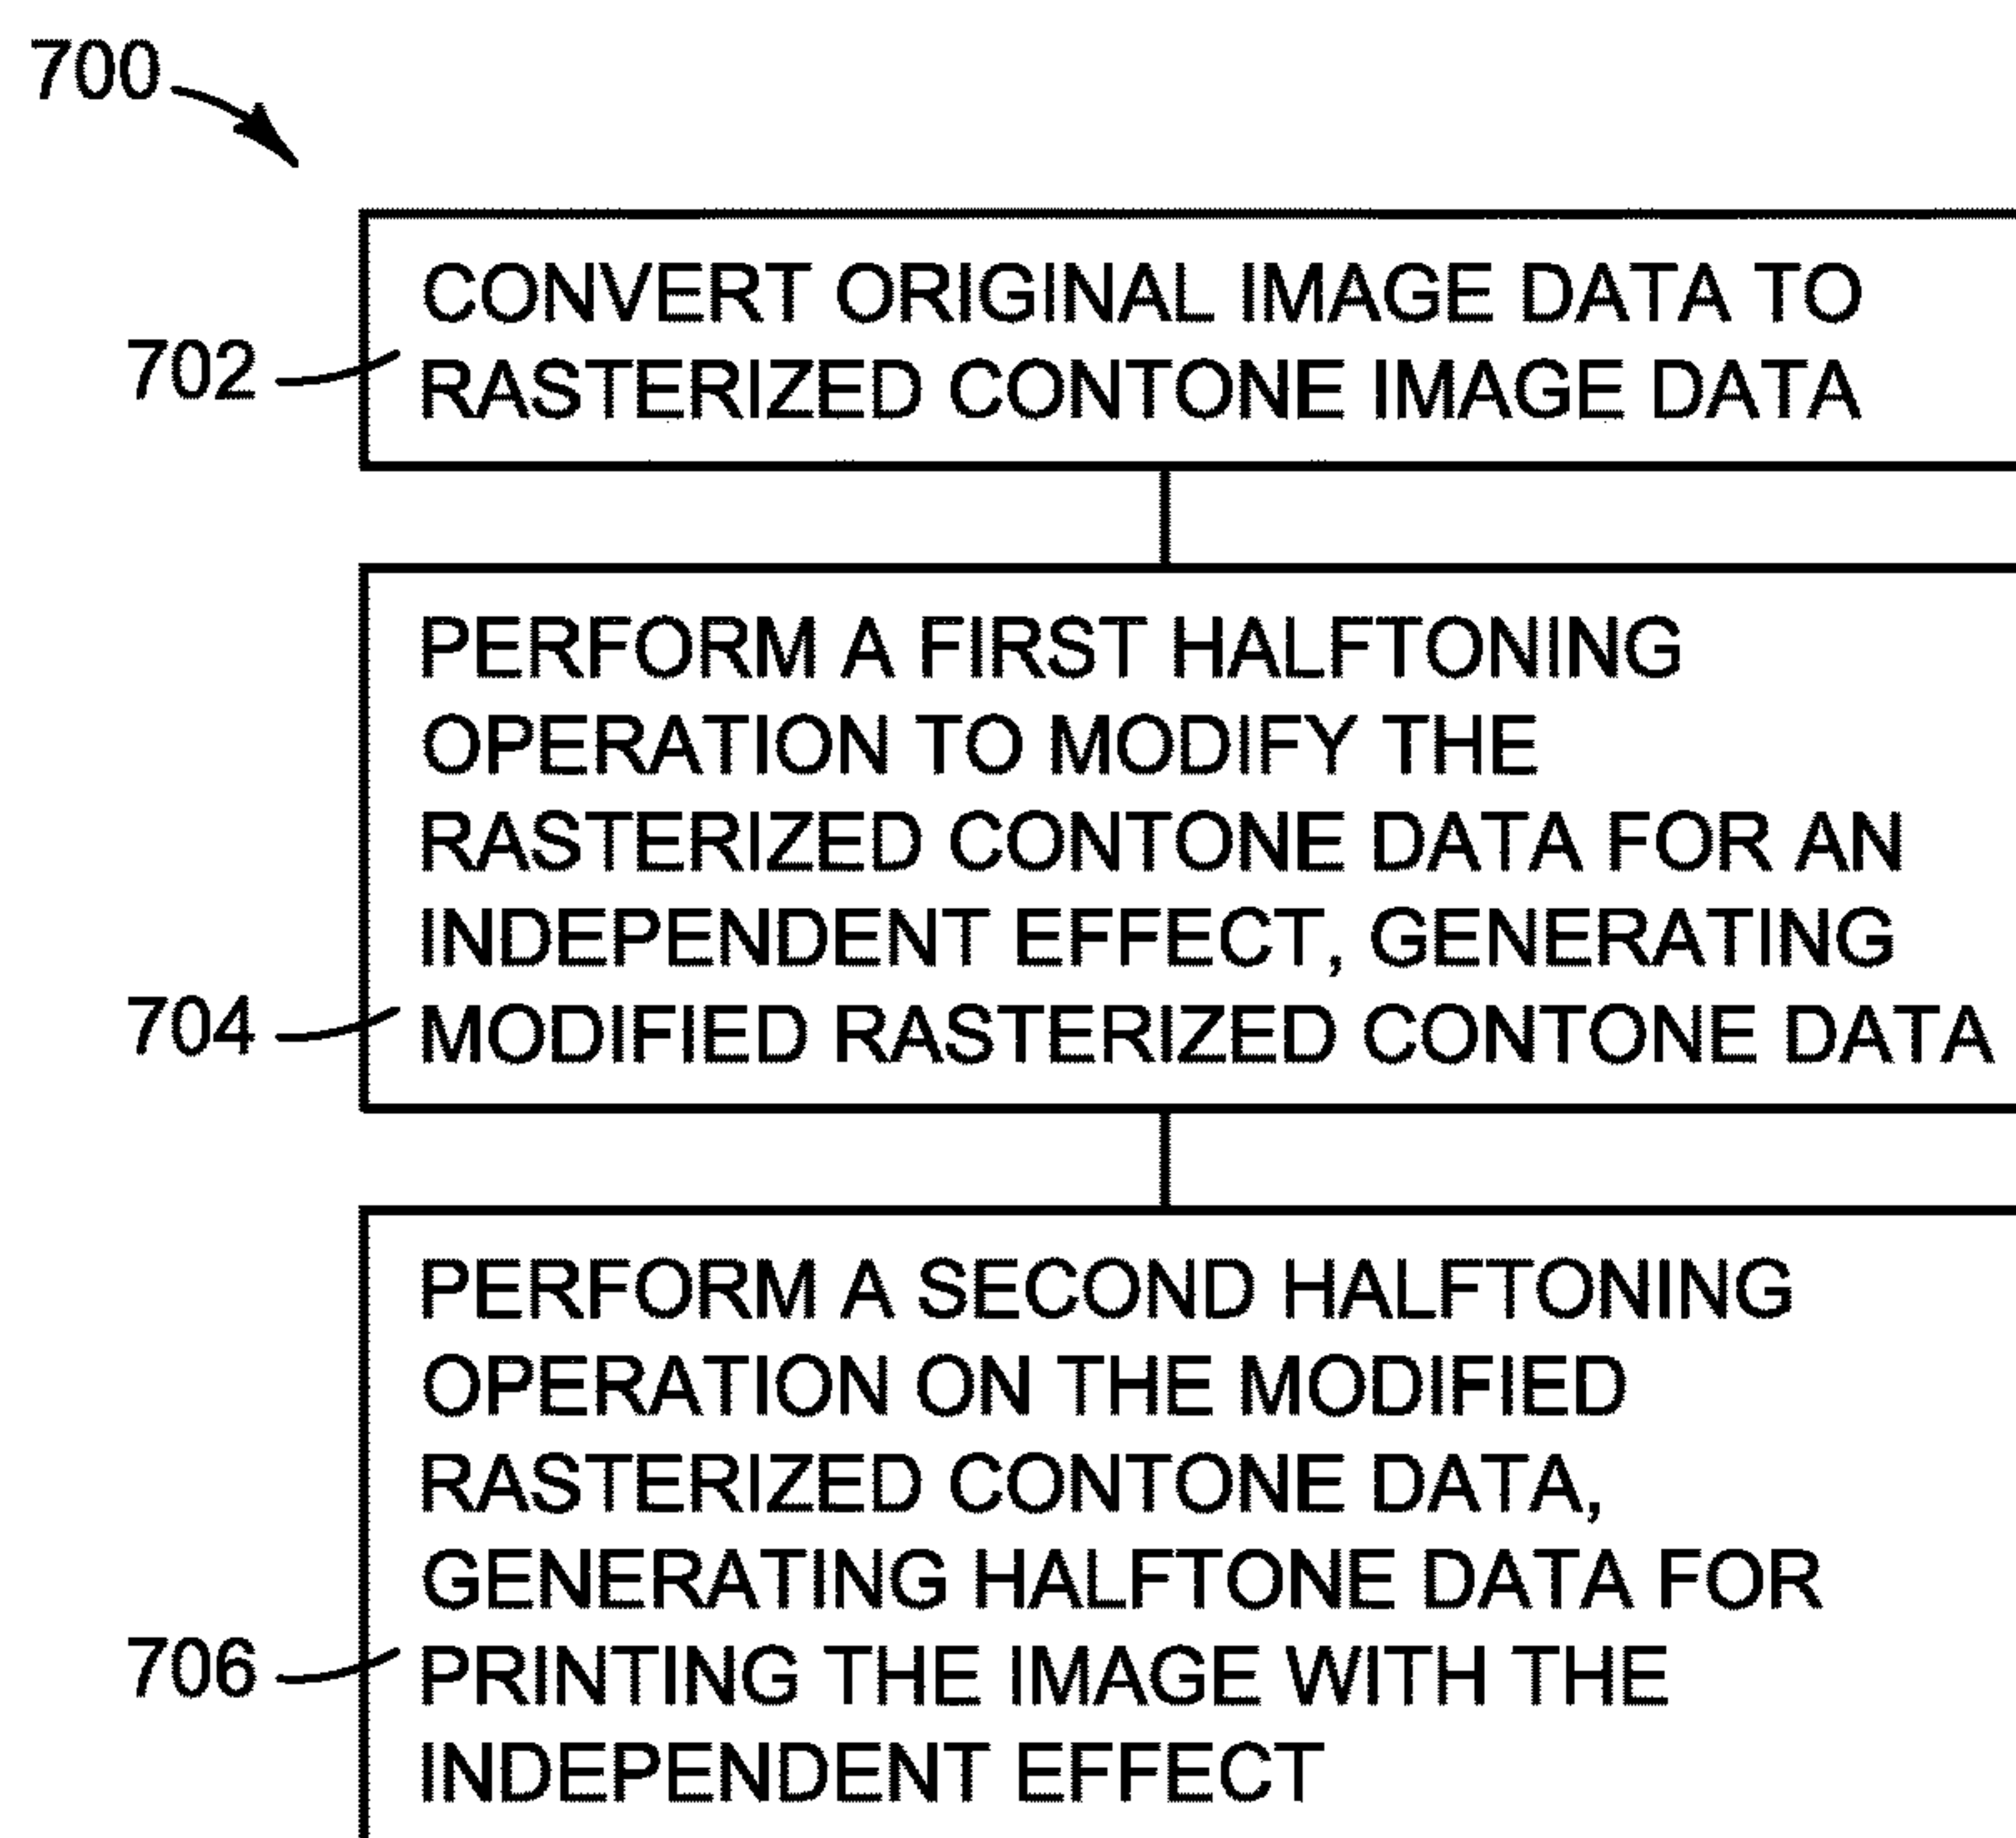 700
CONVERT ORIGINAL IMAGE DATA TO
702 RASTERIZED CONTONE IMAGE DATA
PERFORM A FIRST HALFTONING
OPERATION TO MODIFY THE
RASTERIZED CONTONE DATA FOR AN
INDEPENDENT EFFECT, GENERATING
704 MODIFIED RASTERIZED CONTONE DATA
PERFORM A SECOND HALFTONING
OPERATION ON THE MODIFIED
RASTERIZED CONTONE DATA,
GENERATING HALFTONE DATA FOR
706 PRINTING THE IMAGE WITH THE
INDEPENDENT EFFECT